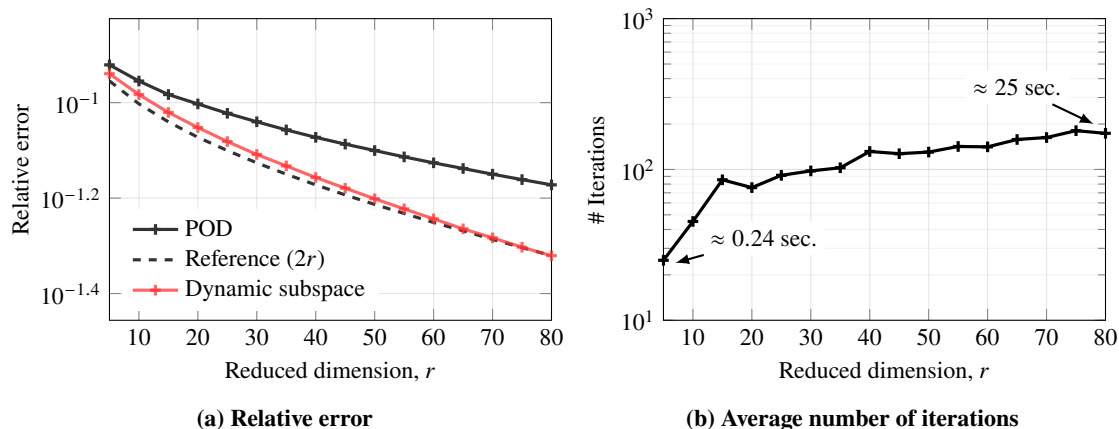 Relative error
10^−1
10^−1.2
10^−1.4
POD
Reference (2r)
Dynamic subspace
10 20 30 40 50 60 70 80
Reduced dimension, r
(a) Relative error
# Iterations
10^3
10^2
10^1
≈ 25 sec.
≈ 0.24 sec.
10 20 30 40 50 60 70 80
Reduced dimension, r
(b) Average number of iterations